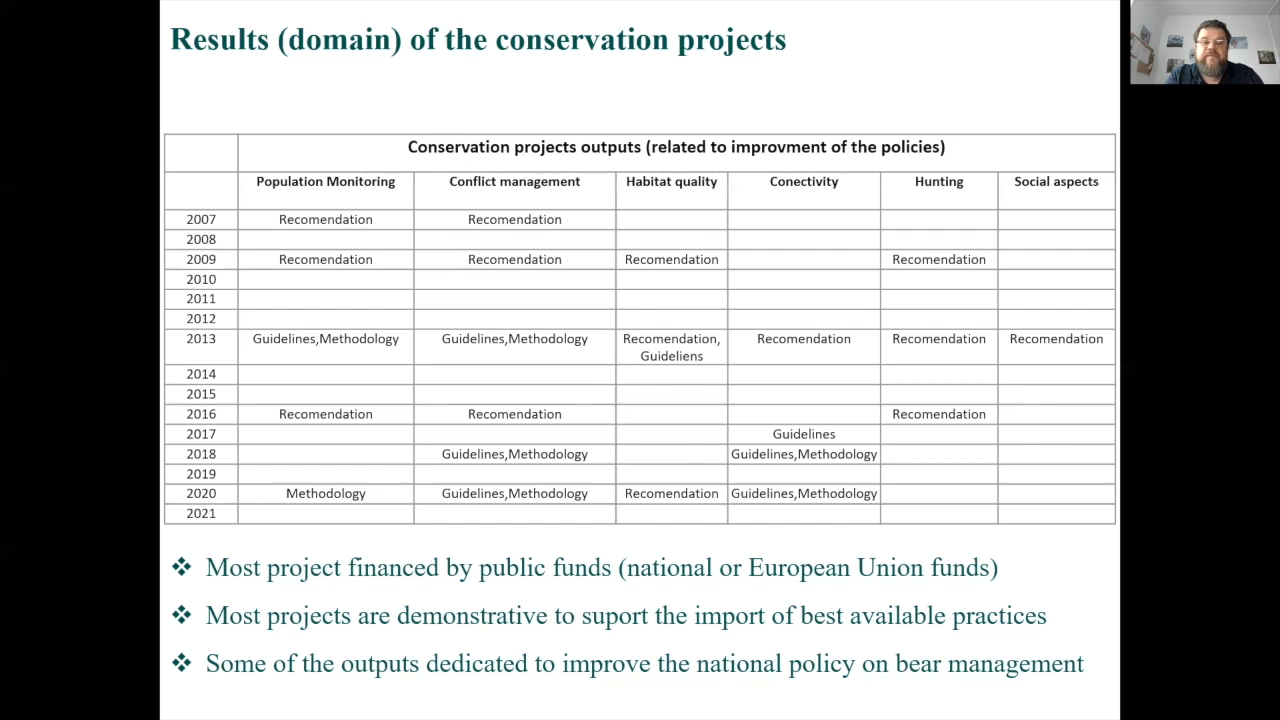 Results (domain) of the conservation projects
Conservation projects outputs (related to improvment of the policies)
Population Monitoring Conflict management Habitat quality Conectivity Hunting Social aspects
2007 Recomendation Recomendation
2008
2009 Recomendation Recomendation Recomendation Recomendation
2010
2011
2012
2013 Guidelines,Methodology Guidelines,Methodology Recomendation, Guideliens Recomendation Recomendation Recomendation
2014
2015
2016 Recomendation Recomendation Recomendation
2017 Guidelines
2018 Guidelines,Methodology Guidelines,Methodology
2019
2020 Methodology Guidelines,Methodology Recomendation Guidelines,Methodology
2021
❖ Most project financed by public funds (national or European Union funds)
❖ Most projects are demonstrative to suport the import of best available practices
❖ Some of the outputs dedicated to improve the national policy on bear management